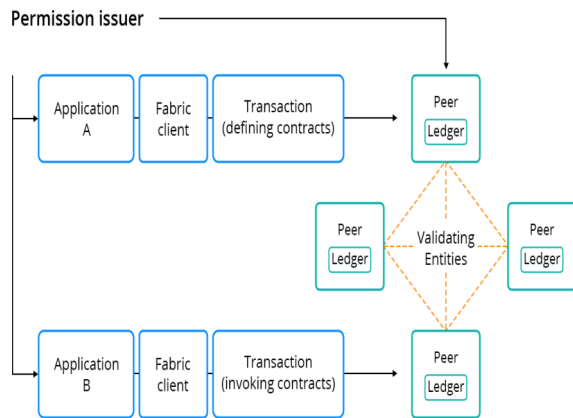 Permission issuer
Application
A
Fabric
client
Transaction
(defining contracts)
Peer
Ledger
Peer
Ledger
Validating
Entities
Peer
Ledger
Application
B
Fabric
client
Transaction
(invoking contracts)
Peer
Ledger